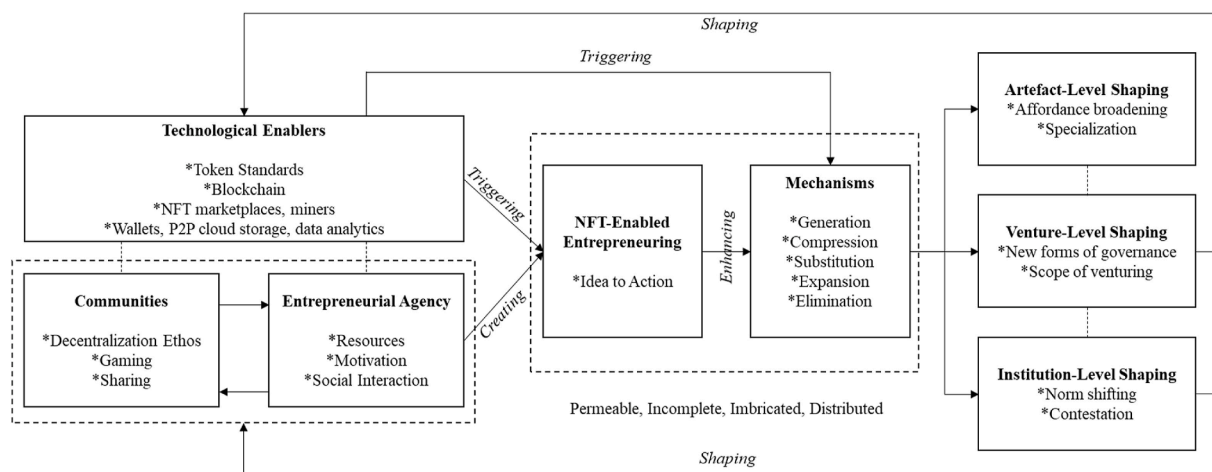 Shaping
Triggering
Technological Enablers
*Token Standards
*Blockchain
*NFT marketplaces, miners
*Wallets, P2P cloud storage, data analytics
Communities
*Decentralization Ethos
*Gaming
*Sharing
Entrepreneurial Agency
*Resources
*Motivation
*Social Interaction
Triggering
Creating
NFT-Enabled
Entrepreneuring
*Idea to Action
Enhancing
Mechanisms
*Generation
*Compression
*Substitution
*Expansion
*Elimination
Permeable, Incomplete, Imbricated, Distributed
Artefact-Level Shaping
*Affordance broadening
*Specialization
Venture-Level Shaping
*New forms of governance
*Scope of venturing
Institution-Level Shaping
*Norm shifting
*Contestation
Shaping